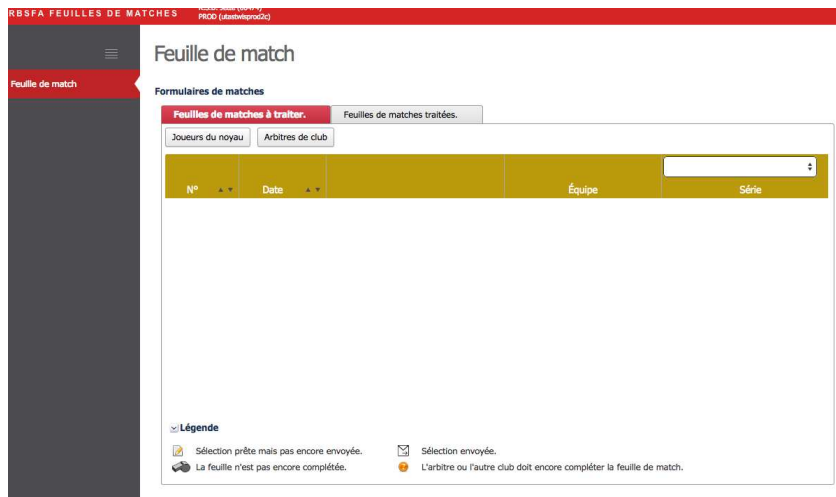 RBSFA FEUILLES DE MATCHES
PROD (utastwlsprod2c)
Feuille de match
Feuille de match
Formulaires de matches
Feuilles de matches à traiter.
Feuilles de matches traitées.
Joueurs du noyau
Arbitres de club
N° Date Équipe Série
Légende
Sélection prête mais pas encore envoyée.
Sélection envoyée.
La feuille n'est pas encore complétée.
L'arbitre ou l'autre club doit encore compléter la feuille de match.